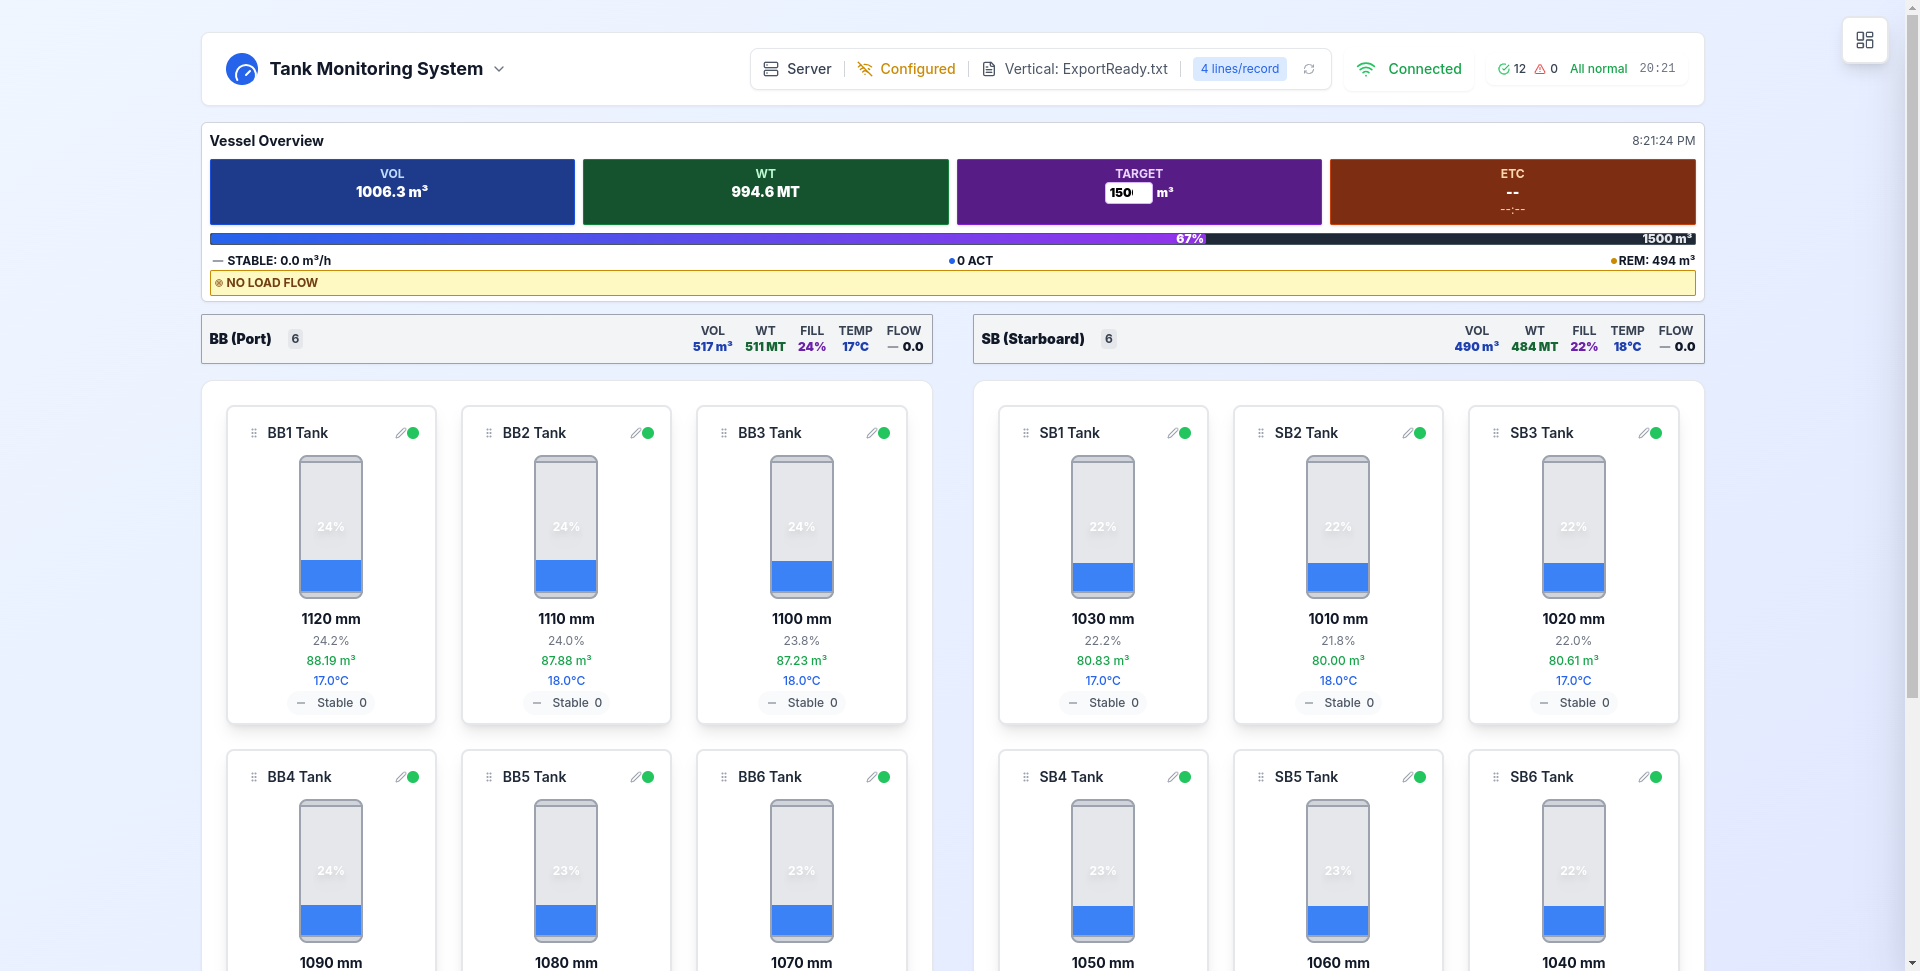 Tank Monitoring System
Server Configured Vertical: ExportReady.txt 4 lines/record
Connected
12 0 All normal 20:21
Vessel Overview 8:21:24 PM
VOL
1006.3 m³
WT
994.6 MT
TARGET
150 m³
ETC
--
--:--
67% 1500 m³
STABLE: 0.0 m³/h 0 ACT REM: 494 m³
NO LOAD FLOW
BB (Port) 6
VOL WT FILL TEMP FLOW
517 m³ 511 MT 24% 17°C — 0.0
SB (Starboard) 6
VOL WT FILL TEMP FLOW
490 m³ 484 MT 22% 18°C — 0.0
BB1 Tank
24%
1120 mm
24.2%
88.19 m³
17.0°C
Stable 0
BB2 Tank
24%
1110 mm
24.0%
87.88 m³
18.0°C
Stable 0
BB3 Tank
24%
1100 mm
23.8%
87.23 m³
18.0°C
Stable 0
SB1 Tank
22%
1030 mm
22.2%
80.83 m³
17.0°C
Stable 0
SB2 Tank
22%
1010 mm
21.8%
80.00 m³
18.0°C
Stable 0
SB3 Tank
22%
1020 mm
22.0%
80.61 m³
17.0°C
Stable 0
BB4 Tank
24%
1090 mm
BB5 Tank
23%
1080 mm
BB6 Tank
23%
1070 mm
SB4 Tank
23%
1050 mm
SB5 Tank
23%
1060 mm
SB6 Tank
22%
1040 mm